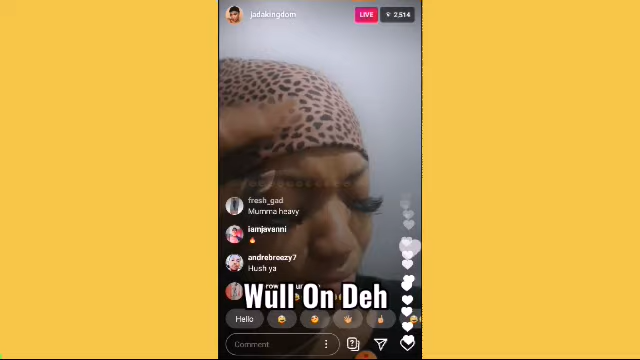 jadakingdom
LIVE
2,514
fresh_gad
Mumma heavy
iamjavanni
andrebreezy7
Hush ya
Wull On Deh
Hello
Comment